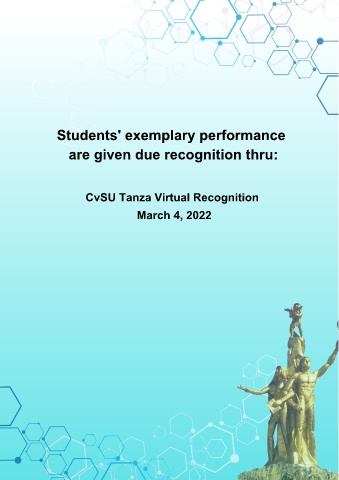 Students' exemplary performance
are given due recognition thru:
CvSU Tanza Virtual Recognition
March 4, 2022